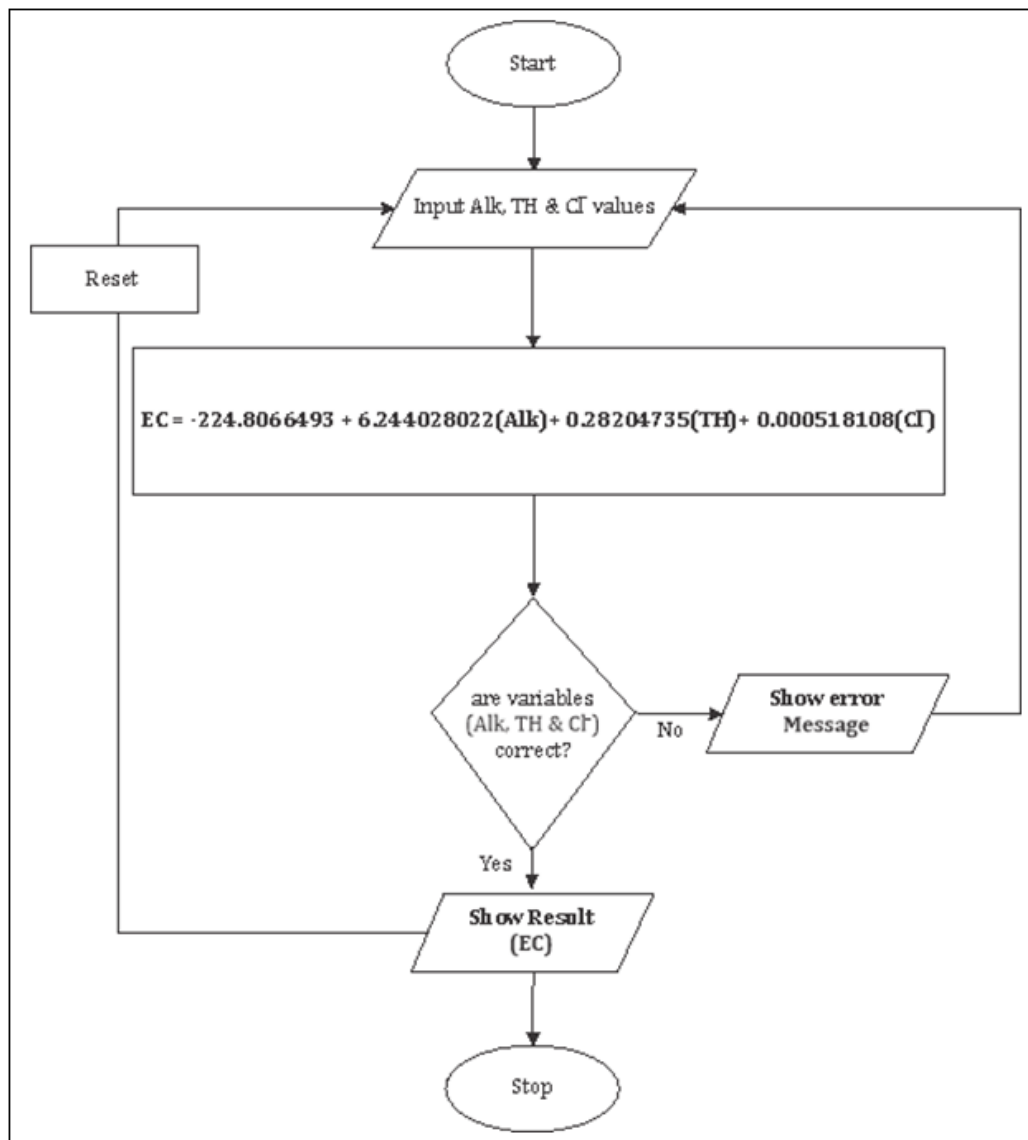 Start
Input Alk, TH & Cl⁻ values
Reset
EC = -224.8066493 + 6.244028022(Alk)+ 0.28204735(TH)+ 0.000518108(Cl⁻)
are variables
(Alk, TH & Cl⁻)
correct?
No
Show error
Message
Yes
Show Result
(EC)
Stop